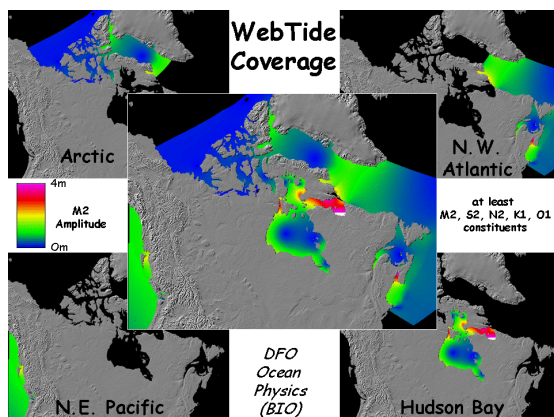 WebTide
Coverage
Arctic
N.W.
Atlantic
4m
M2
Amplitude
0m
at least
M2, S2, N2, K1, O1
constituents
N.E. Pacific
DFO
Ocean
Physics
(BIO)
Hudson Bay